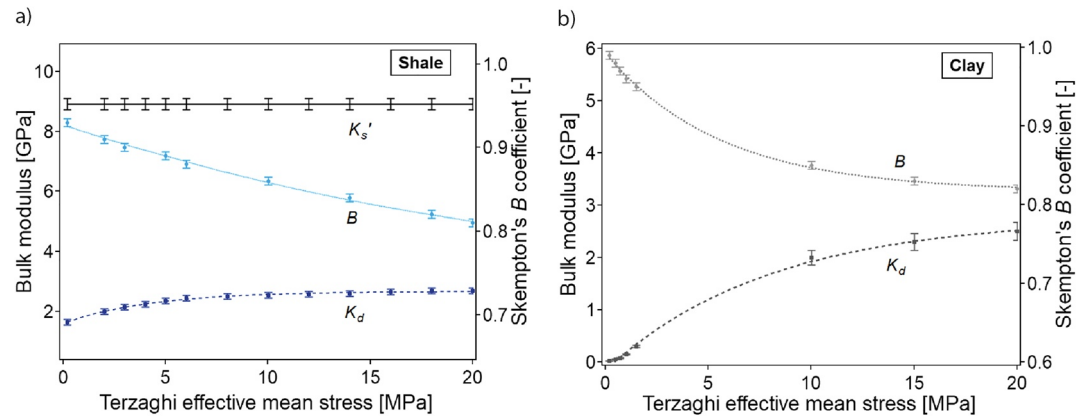 a)
Shale
10
8
6
4
2
Bulk modulus [GPa]
1.0
0.9
0.8
0.7
Skempton's B coefficient [-]
Ks'
B
Kd
0
5
10
15
20
Terzaghi effective mean stress [MPa]
b)
Clay
6
5
4
3
2
1
0
Bulk modulus [GPa]
1.0
0.9
0.8
0.7
0.6
Skempton's B coefficient [-]
B
Kd
0
5
10
15
20
Terzaghi effective mean stress [MPa]